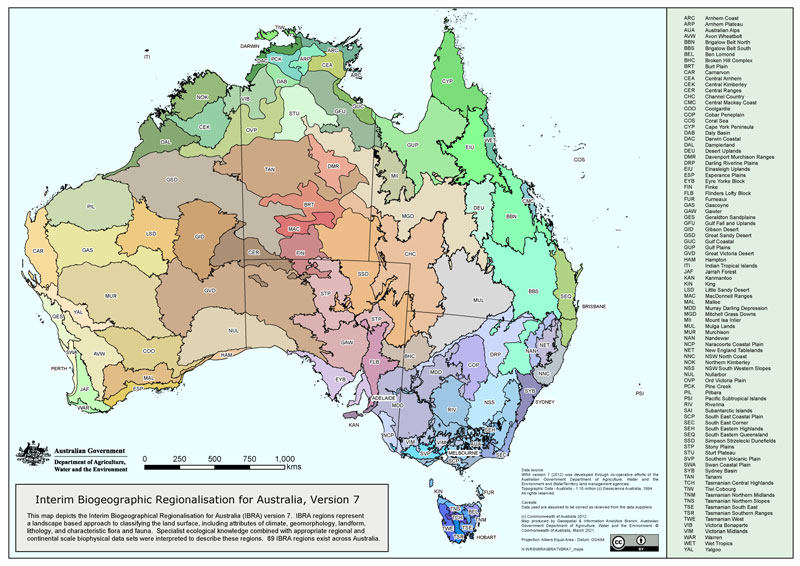 TIW
DARWIN
ITI
DAC
PCK
ARP
ARC
CEA
ARC
DAB
CYP
NOK
VIB
STU
GFU
GUC
CEK
OVP
WET
DAL
GUP
EIU
COS
TAN
DMR
GSD
MII
PIL
DEU
CMC
BRT
MGD
BBN
LSD
MAC
CAR
GID
GAS
CER
FIN
CHC
SSD
BBS
MUR
GVD
STP
MUL
SEQ
BRISBANE
YAL
GES
STP
NUL
AVW
COO
GAW
FLB
BHC
DRP
NAN
NET
SWA
HAM
PERTH
MDD
COP
NNC
MAL
EYB
JAF
ESP
ADELAIDE
MDD
RIV
NSS
SYB
SYDNEY
PSI
WAR
KAN
NCP
VIM
VIM
SEH
SVP
MELBOURNE
SCP
SEC
KIN
FUR
TNS
BEL
TCH
TNM
TWE
TSE
TSR
HOBART
Australian Government
Department of Agriculture,
Water and the Environment
0 200 400 600 800 1,000
kms
Interim Biogeographic Regionalisation for Australia, Version 7
This map depicts the Interim Biogeographical Regionalisation for Australia (IBRA) version 7. IBRA regions represent
a landscape based approach to classifying the land surface, including attributes of climate, geomorphology, landform,
lithology, and characteristic flora and fauna. Specialist ecological knowledge combined with appropriate regional and
continental scale biophysical data sets were interpreted to describe these regions. 89 IBRA regions exist across Australia.
Data source:
IBRA version 7 (2012) was developed through co-operative efforts of the
Australian Government Department of Agriculture, Water and the
Environment and State/Territory land management agencies
Topographic Data: Australia - 1:10 million (c) Geoscience Australia, 1994.
All rights reserved.
Caveats:
Data used are assumed to be correct as received from the data suppliers.
(c) Commonwealth of Australia 2012
Map produced by Geospatial & Information Analytics Branch, Australian
Government Department of Agriculture, Water and the Environment, ©
Commonwealth of Australia, March 2021
Projection: Albers Equal-Area - Datum: GDA94
cc
BY
ARC Arnhem Coast
ARP Arnhem Plateau
AUA Australian Alps
AVW Avon Wheatbelt
BBN Brigalow Belt North
BBS Brigalow Belt South
BEL Ben Lomond
BHC Broken Hill Complex
BRT Burt Plain
CAR Carnarvon
CEA Central Arnhem
CEK Central Kimberley
CER Central Ranges
CHC Channel Country
CMC Central Mackay Coast
COO Coolgardie
COP Cobar Peneplain
COS Coral Sea
CYP Cape York Peninsula
DAB Daly Basin
DAC Darwin Coastal
DAL Dampierland
DEU Desert Uplands
DMR Davenport Murchison Ranges
DRP Darling Riverine Plains
EIU Einasleigh Uplands
ESP Esperance Plains
EYB Eyre Yorke Block
FIN Finke
FLB Flinders Lofty Block
FUR Furneaux
GAS Gascoyne
GAW Gawler
GES Geraldton Sandplains
GFU Gulf Fall and Uplands
GID Gibson Desert
GSD Great Sandy Desert
GUC Gulf Coastal
GUP Gulf Plains
GVD Great Victoria Desert
HAM Hampton
ITI Indian Tropical Islands
JAF Jarrah Forest
KAN Kanmantoo
KIN King
LSD Little Sandy Desert
MAC MacDonnell Ranges
MAL Mallee
MDD Murray Darling Depression
MGD Mitchell Grass Downs
MII Mount Isa Inlier
MUL Mulga Lands
MUR Murchison
NAN Nandewar
NCP Naracoorte Coastal Plain
NET New England Tablelands
NNC NSW North Coast
NOK Northern Kimberley
NSS NSW South Western Slopes
NUL Nullarbor
OVP Ord Victoria Plain
PCK Pine Creek
PIL Pilbara
PSI Pacific Subtropical Islands
RIV Riverina
SAI Subantarctic Islands
SCP South East Coastal Plain
SEC South East Corner
SEH South Eastern Highlands
SEQ South Eastern Queensland
SSD Simpson Strzelecki Dunefields
STP Stony Plains
STU Sturt Plateau
SVP Southern Volcanic Plain
SWA Swan Coastal Plain
SYB Sydney Basin
TAN Tanami
TCH Tasmanian Central Highlands
TIW Tiwi Cobourg
TNM Tasmanian Northern Midlands
TNS Tasmanian Northern Slopes
TSE Tasmanian South East
TSR Tasmanian Southern Ranges
TWE Tasmanian West
VIB Victoria Bonaparte
VIM Victorian Midlands
WAR Warren
WET Wet Tropics
YAL Yalgoo